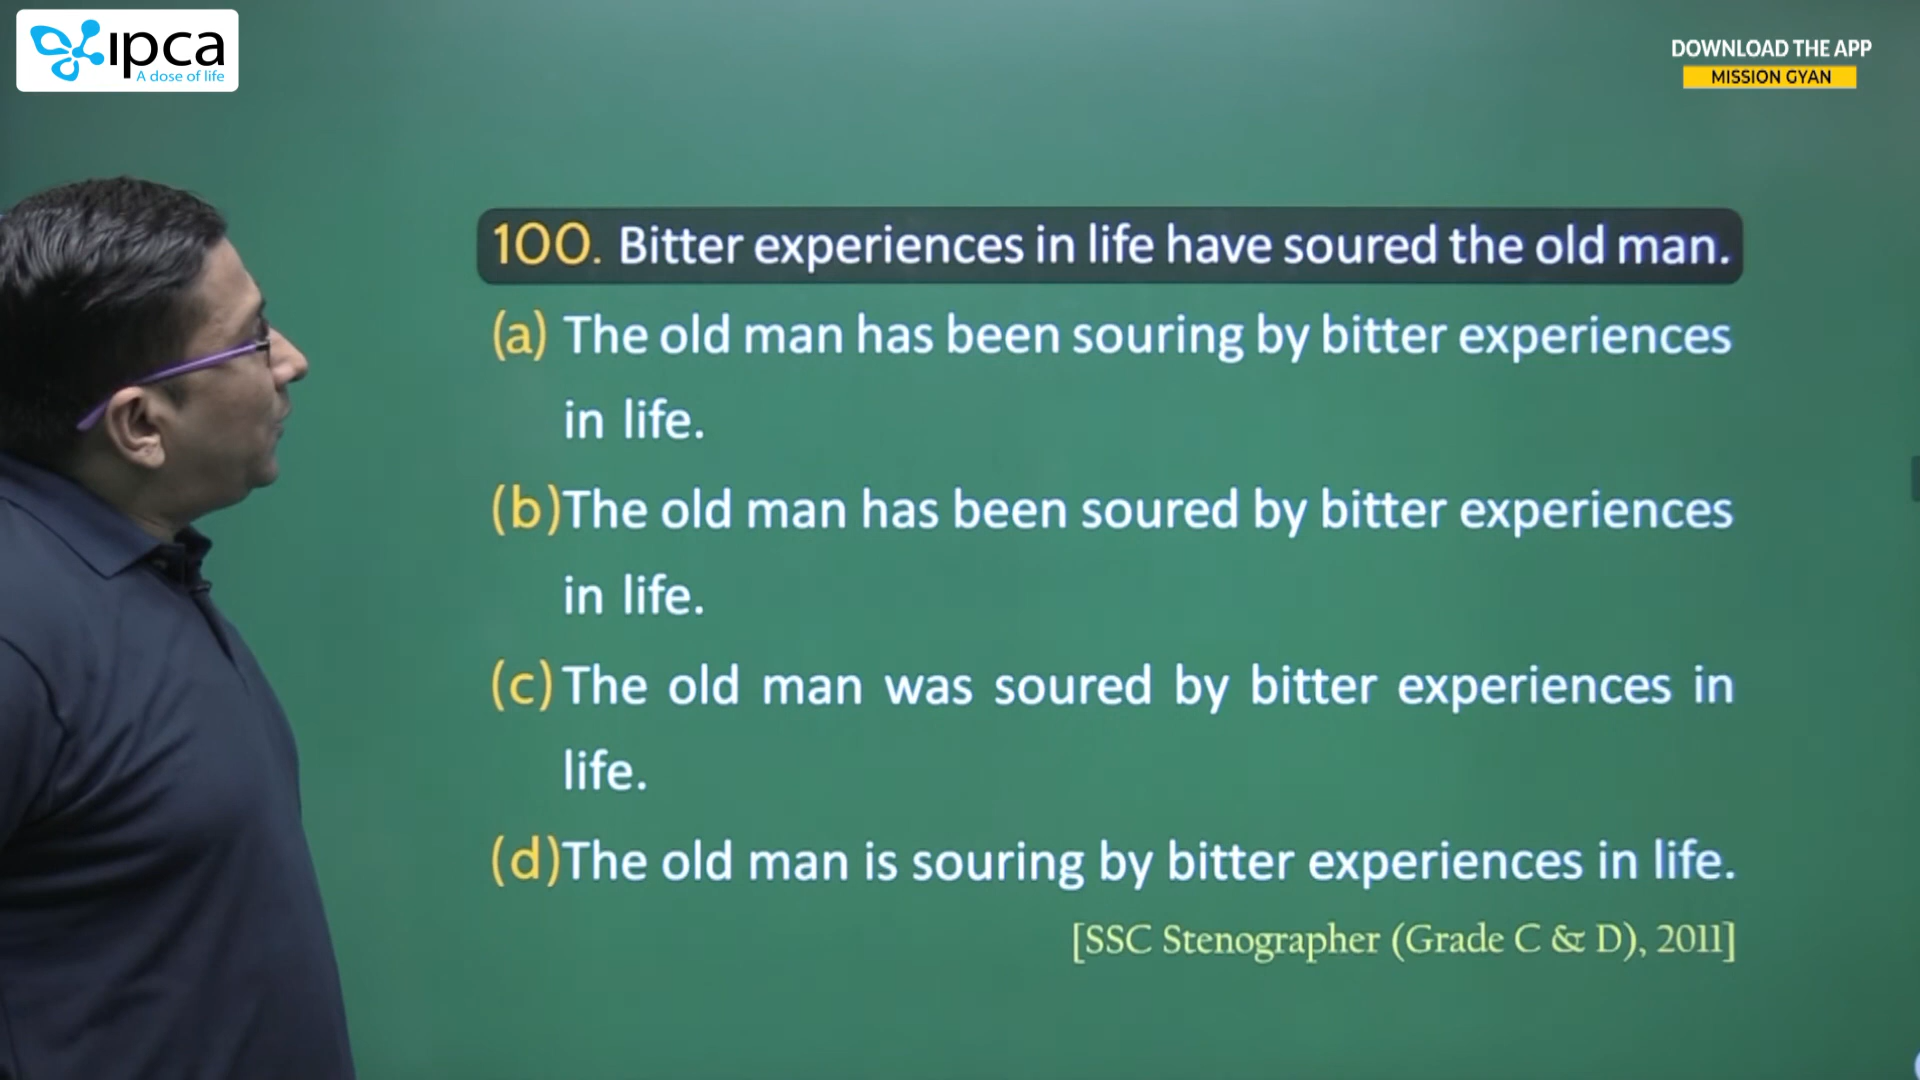 ipca
A dose of life
DOWNLOAD THE APP
MISSION GYAN
100. Bitter experiences in life have soured the old man.
(a) The old man has been souring by bitter experiences
in life.
(b) The old man has been soured by bitter experiences
in life.
(c) The old man was soured by bitter experiences in
life.
(d) The old man is souring by bitter experiences in life.
[SSC Stenographer (Grade C & D), 2011]